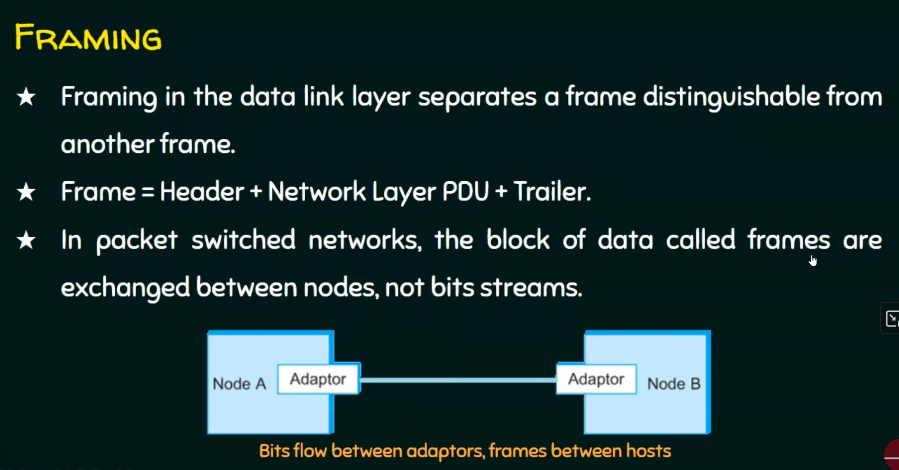 FRAMING
★ Framing in the data link layer separates a frame distinguishable from
another frame.
★ Frame = Header + Network Layer PDU + Trailer.
★ In packet switched networks, the block of data called frames are
exchanged between nodes, not bits streams.
Node A Adaptor Adaptor Node B
Bits flow between adaptors, frames between hosts